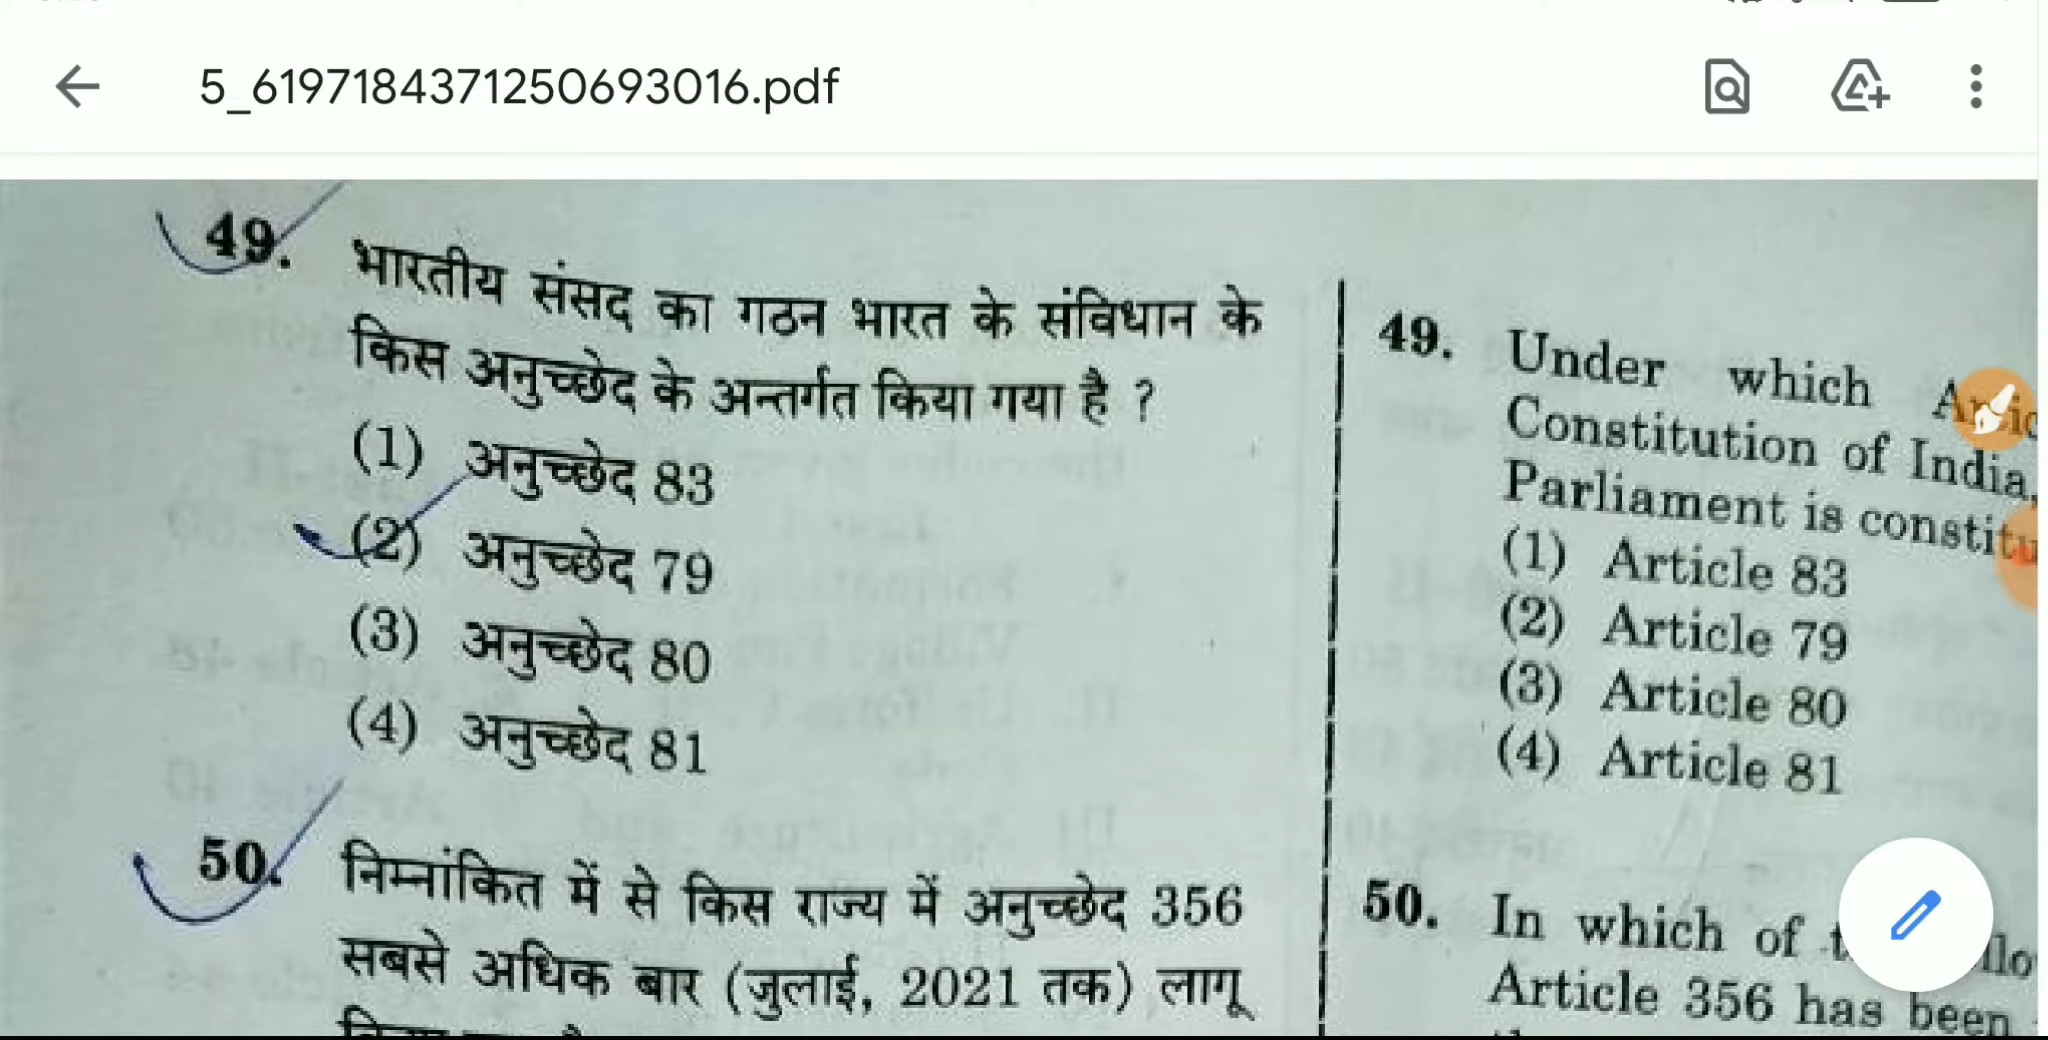 5_6197184371250693016.pdf
49. भारतीय संसद का गठन भारत के संविधान के
किस अनुच्छेद के अन्तर्गत किया गया है ?
(1) अनुच्छेद 83
(2) अनुच्छेद 79
(3) अनुच्छेद 80
(4) अनुच्छेद 81
50. निम्नांकित में से किस राज्य में अनुच्छेद 356
सबसे अधिक बार (जुलाई, 2021 तक) लागू
49. Under which
Constitution of India,
Parliament is
(1) Article 83
(2) Article 79
(3) Article 80
(4) Article 81
50. In which of
Article 356 has been